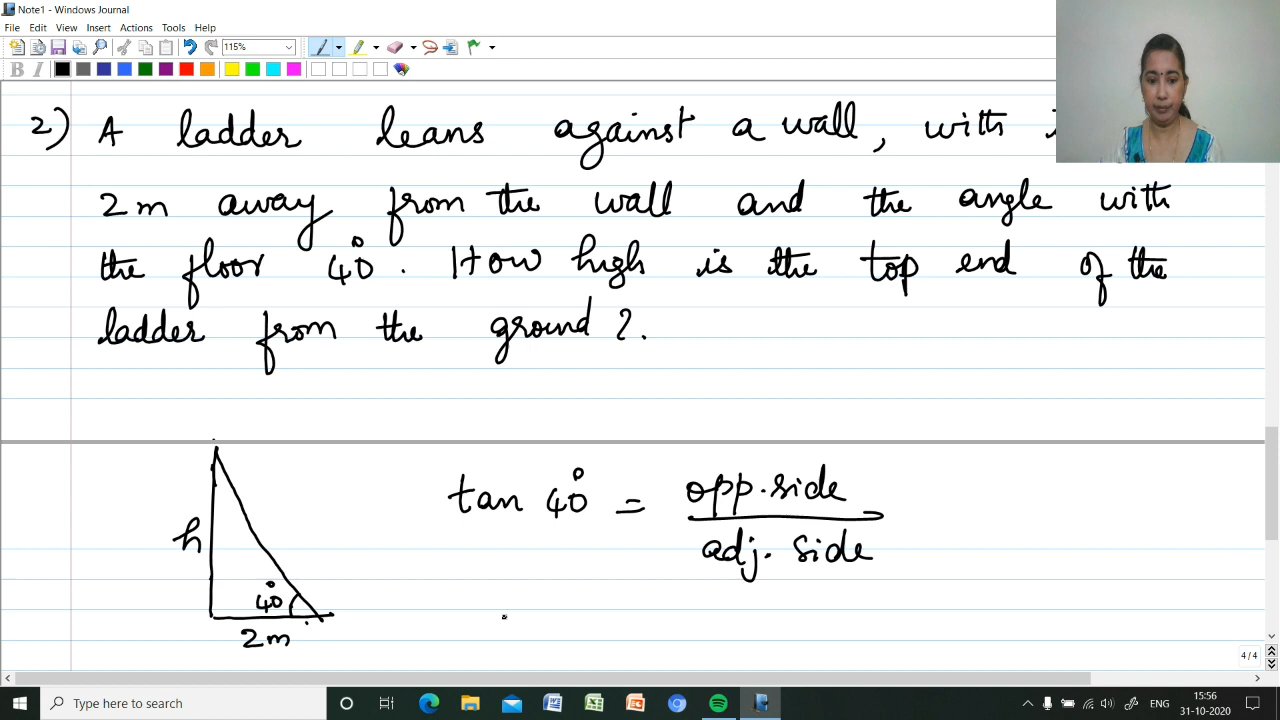 Note1 - Windows Journal
File Edit View Insert Actions Tools Help
115%
B I
2) A ladder leans against a wall, with
2m away from the wall and the angle with
the floor 40°. How high is the top end of the
ladder from the ground?.
h
40°
2m
tan 40° = opp. side
adj. side
4/4
Type here to search
ENG
15:56
31-10-2020